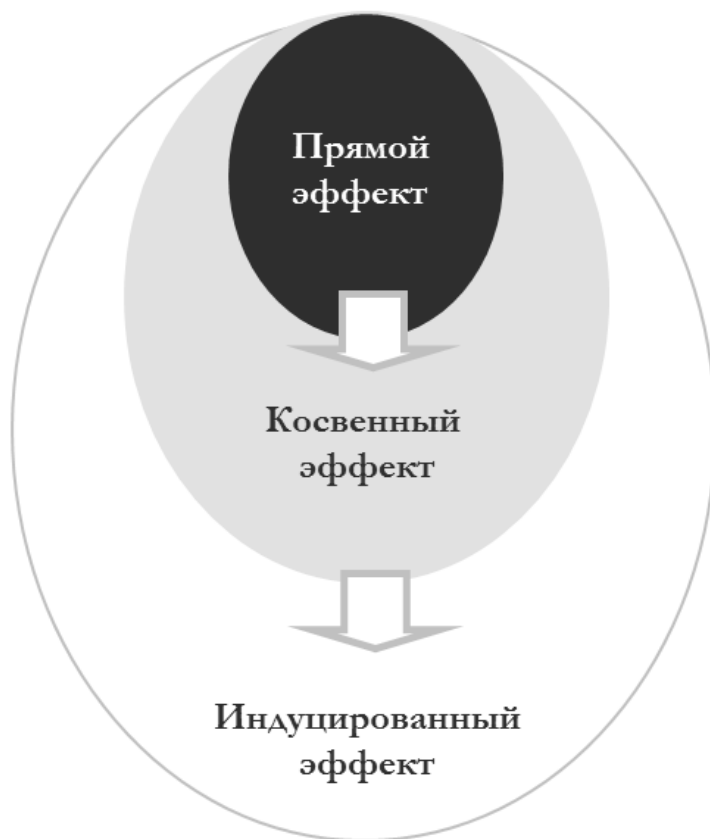 Прямой
эффект
Косвенный
эффект
Индуцированный
эффект